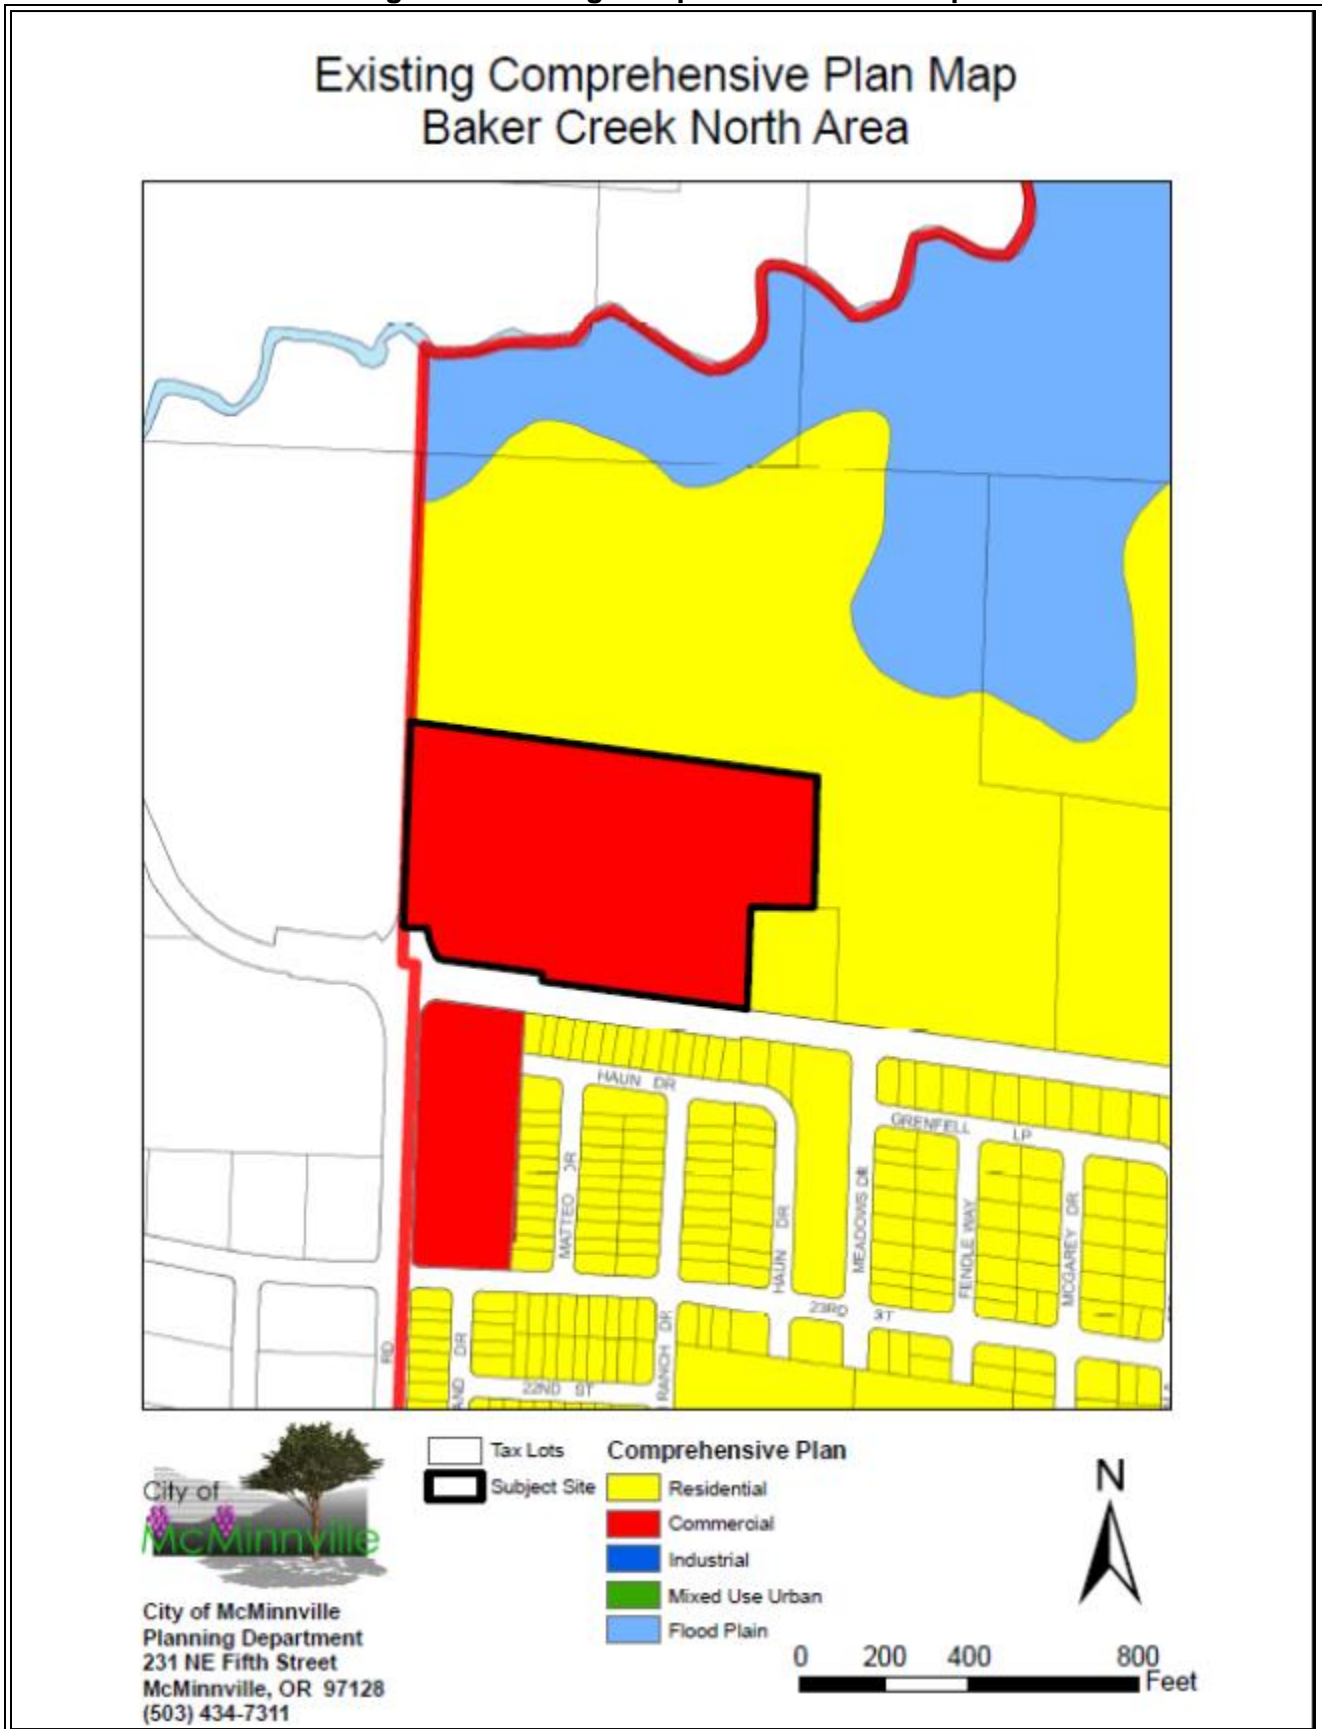 Existing Comprehensive Plan Map
Baker Creek North Area
HAUN DR
GRENFELL LP
MATTEO DR
HAUN DR
MEADOWS DR
FENDLE WAY
MCGAREY DR
23RD ST
RD
AND DR
22ND ST
RANCH DR
Tax Lots
Subject Site
Comprehensive Plan
Residential
Commercial
Industrial
Mixed Use Urban
Flood Plain
N
0 200 400 800
Feet
City of
McMinnville
City of McMinnville
Planning Department
231 NE Fifth Street
McMinnville, OR 97128
(503) 434-7311